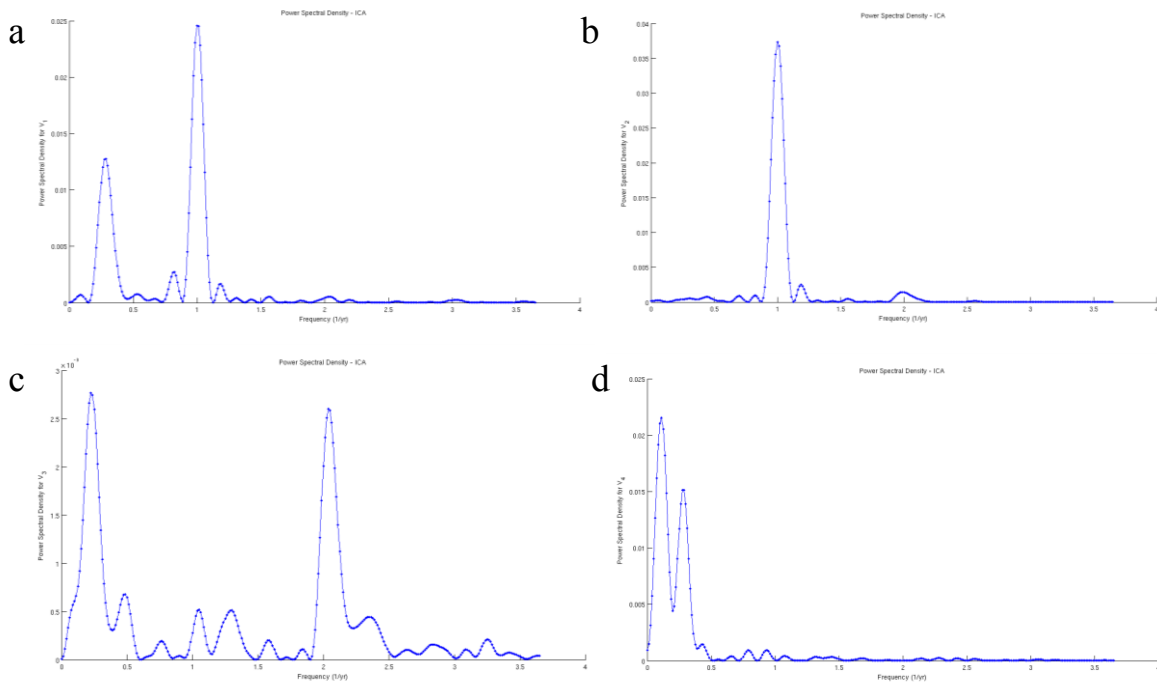 a
Power Spectral Density - ICA
0.025
0.02
0.015
0.01
0.005
0
Power Spectral Density for V₁
0 0.5 1 1.5 2 2.5 3 3.5 4
Frequency (1/yr)
b
Power Spectral Density - ICA
0.04
0.035
0.03
0.025
0.02
0.015
0.01
0.005
0
Power Spectral Density for V₂
0 0.5 1 1.5 2 2.5 3 3.5 4
Frequency (1/yr)
c
Power Spectral Density - ICA
3
2.5
2
1.5
1
0.5
0
Power Spectral Density for V₃
0 0.5 1 1.5 2 2.5 3 3.5 4
Frequency (1/yr)
d
Power Spectral Density - ICA
0.025
0.02
0.015
0.01
0.005
0
Power Spectral Density for V₄
0 0.5 1 1.5 2 2.5 3 3.5 4
Frequency (1/yr)